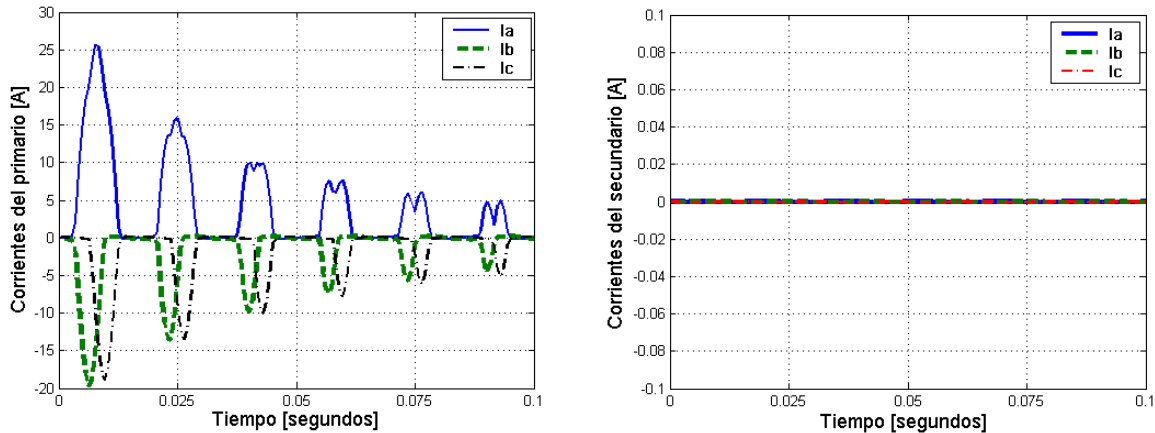 Corrientes del primario [A]
30
25
20
15
10
5
0
-5
-10
-15
-20
0 0.025 0.05 0.075 0.1
Tiempo [segundos]
Ia
Ib
Ic
Corrientes del secundario [A]
0.1
0.08
0.06
0.04
0.02
0
-0.02
-0.04
-0.06
-0.08
-0.1
0 0.025 0.05 0.075 0.1
Tiempo [segundos]
Ia
Ib
Ic